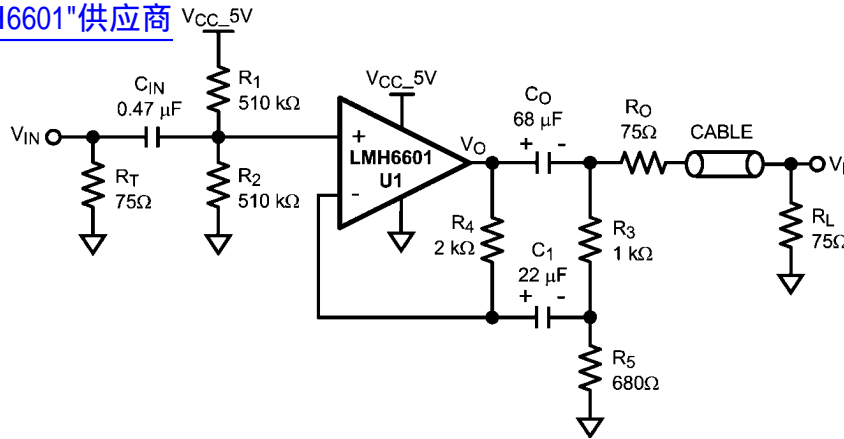 16601"供应商
VCC_5V
R1
510 kΩ
CIN
0.47 μF
VIN
RT
75Ω
R2
510 kΩ
VCC_5V
+
LMH6601
U1
-
VO
CO
68 μF
+ -
RO
75Ω
CABLE
RL
75Ω
R4
2 kΩ
C1
22 μF
+ -
R3
1 kΩ
R5
680Ω